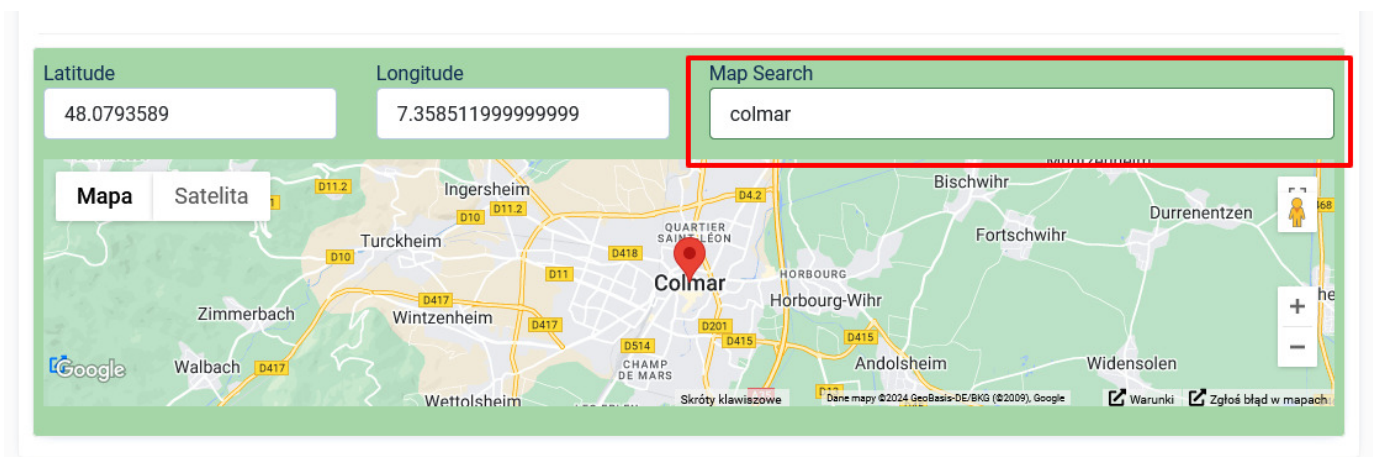 Latitude
Longitude
Map Search
48.0793589
7.358511999999999
colmar
Mapa
Satelita
D11.2
Ingersheim
D10
D11.2
D4.2
Bischwihr
Durrenentzen
QUARTIER
SAINT-LÉON
Turckheim
Fortschwihr
D10
D418
D11
Colmar
HORBOURG
Horbourg-Wihr
Zimmerbach
D417
Wintzenheim
D417
D201
D415
D415
D514
Walbach
D417
CHAMP
DE MARS
Andolsheim
Widensolen
Google
Wettolsheim
Skróty klawiszowe
Dane mapy ©2024 GeoBasis-DE/BKG (©2009), Google
Warunki
Zgłoś błąd w mapach